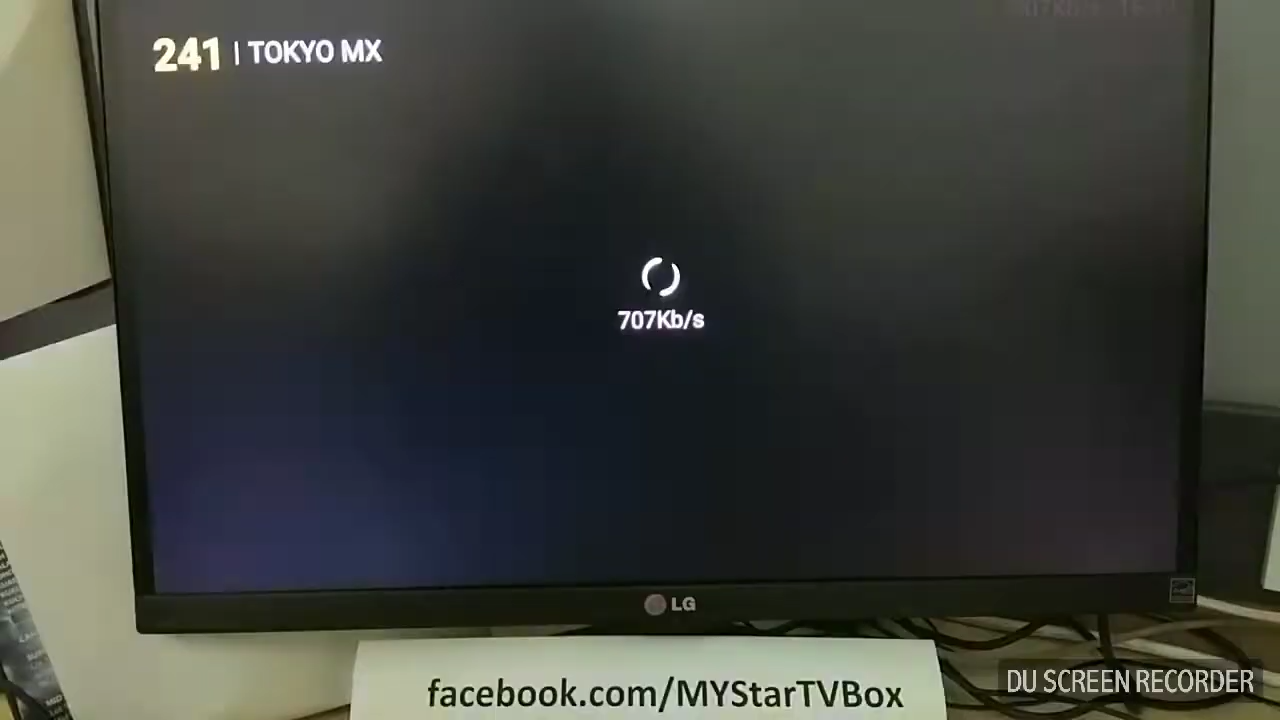 241 | TOKYO MX
707Kb/s
LG
facebook.com/MYStarTVBox
DU SCREEN RECORDER